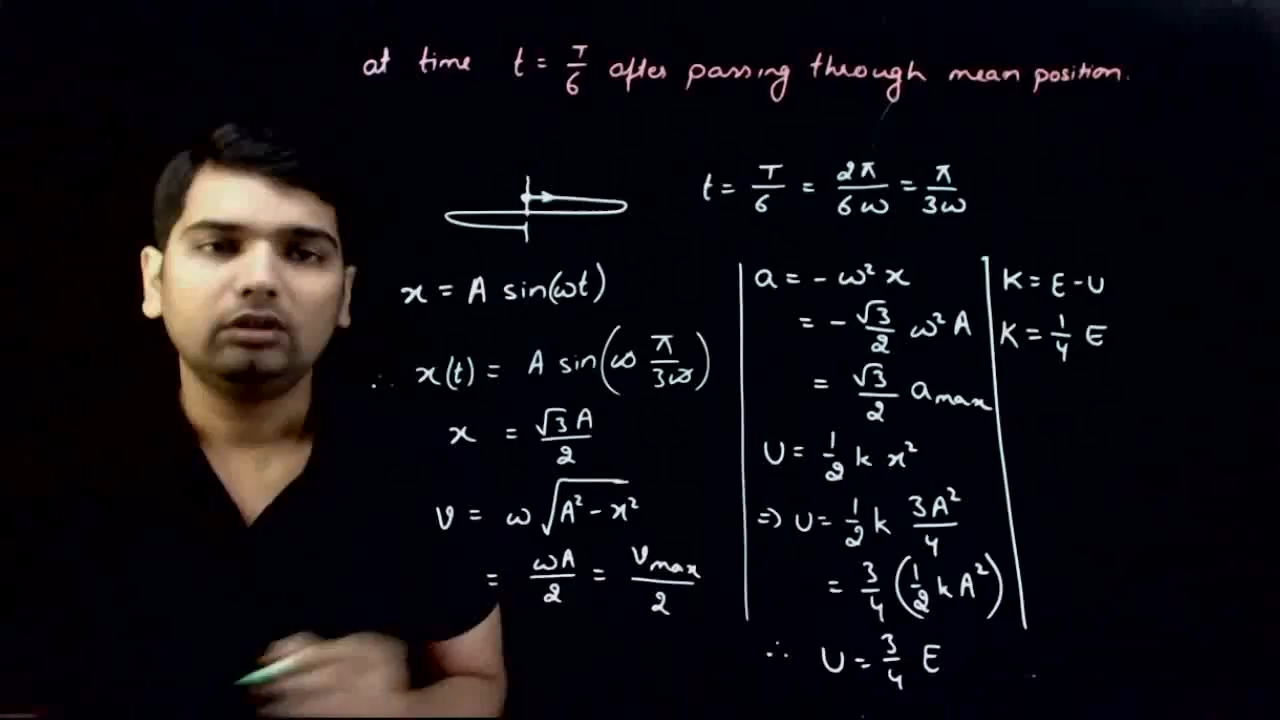 at time t = T/6 after passing through mean position.
t = T/6 = 2π/6ω = π/3ω
x = A sin(ωt)
∴ x(t) = A sin(ω π/3ω)
x = √3 A/2
v = ω √A² - x²
= ωA/2 = vmax/2
a = - ω² x
= - √3/2 ω² A
= √3/2 amax
U = 1/2 k x²
=> U = 1/2 k 3A²/4
= 3/4 (1/2 k A²)
∴ U = 3/4 E
K = E - U
K = 1/4 E